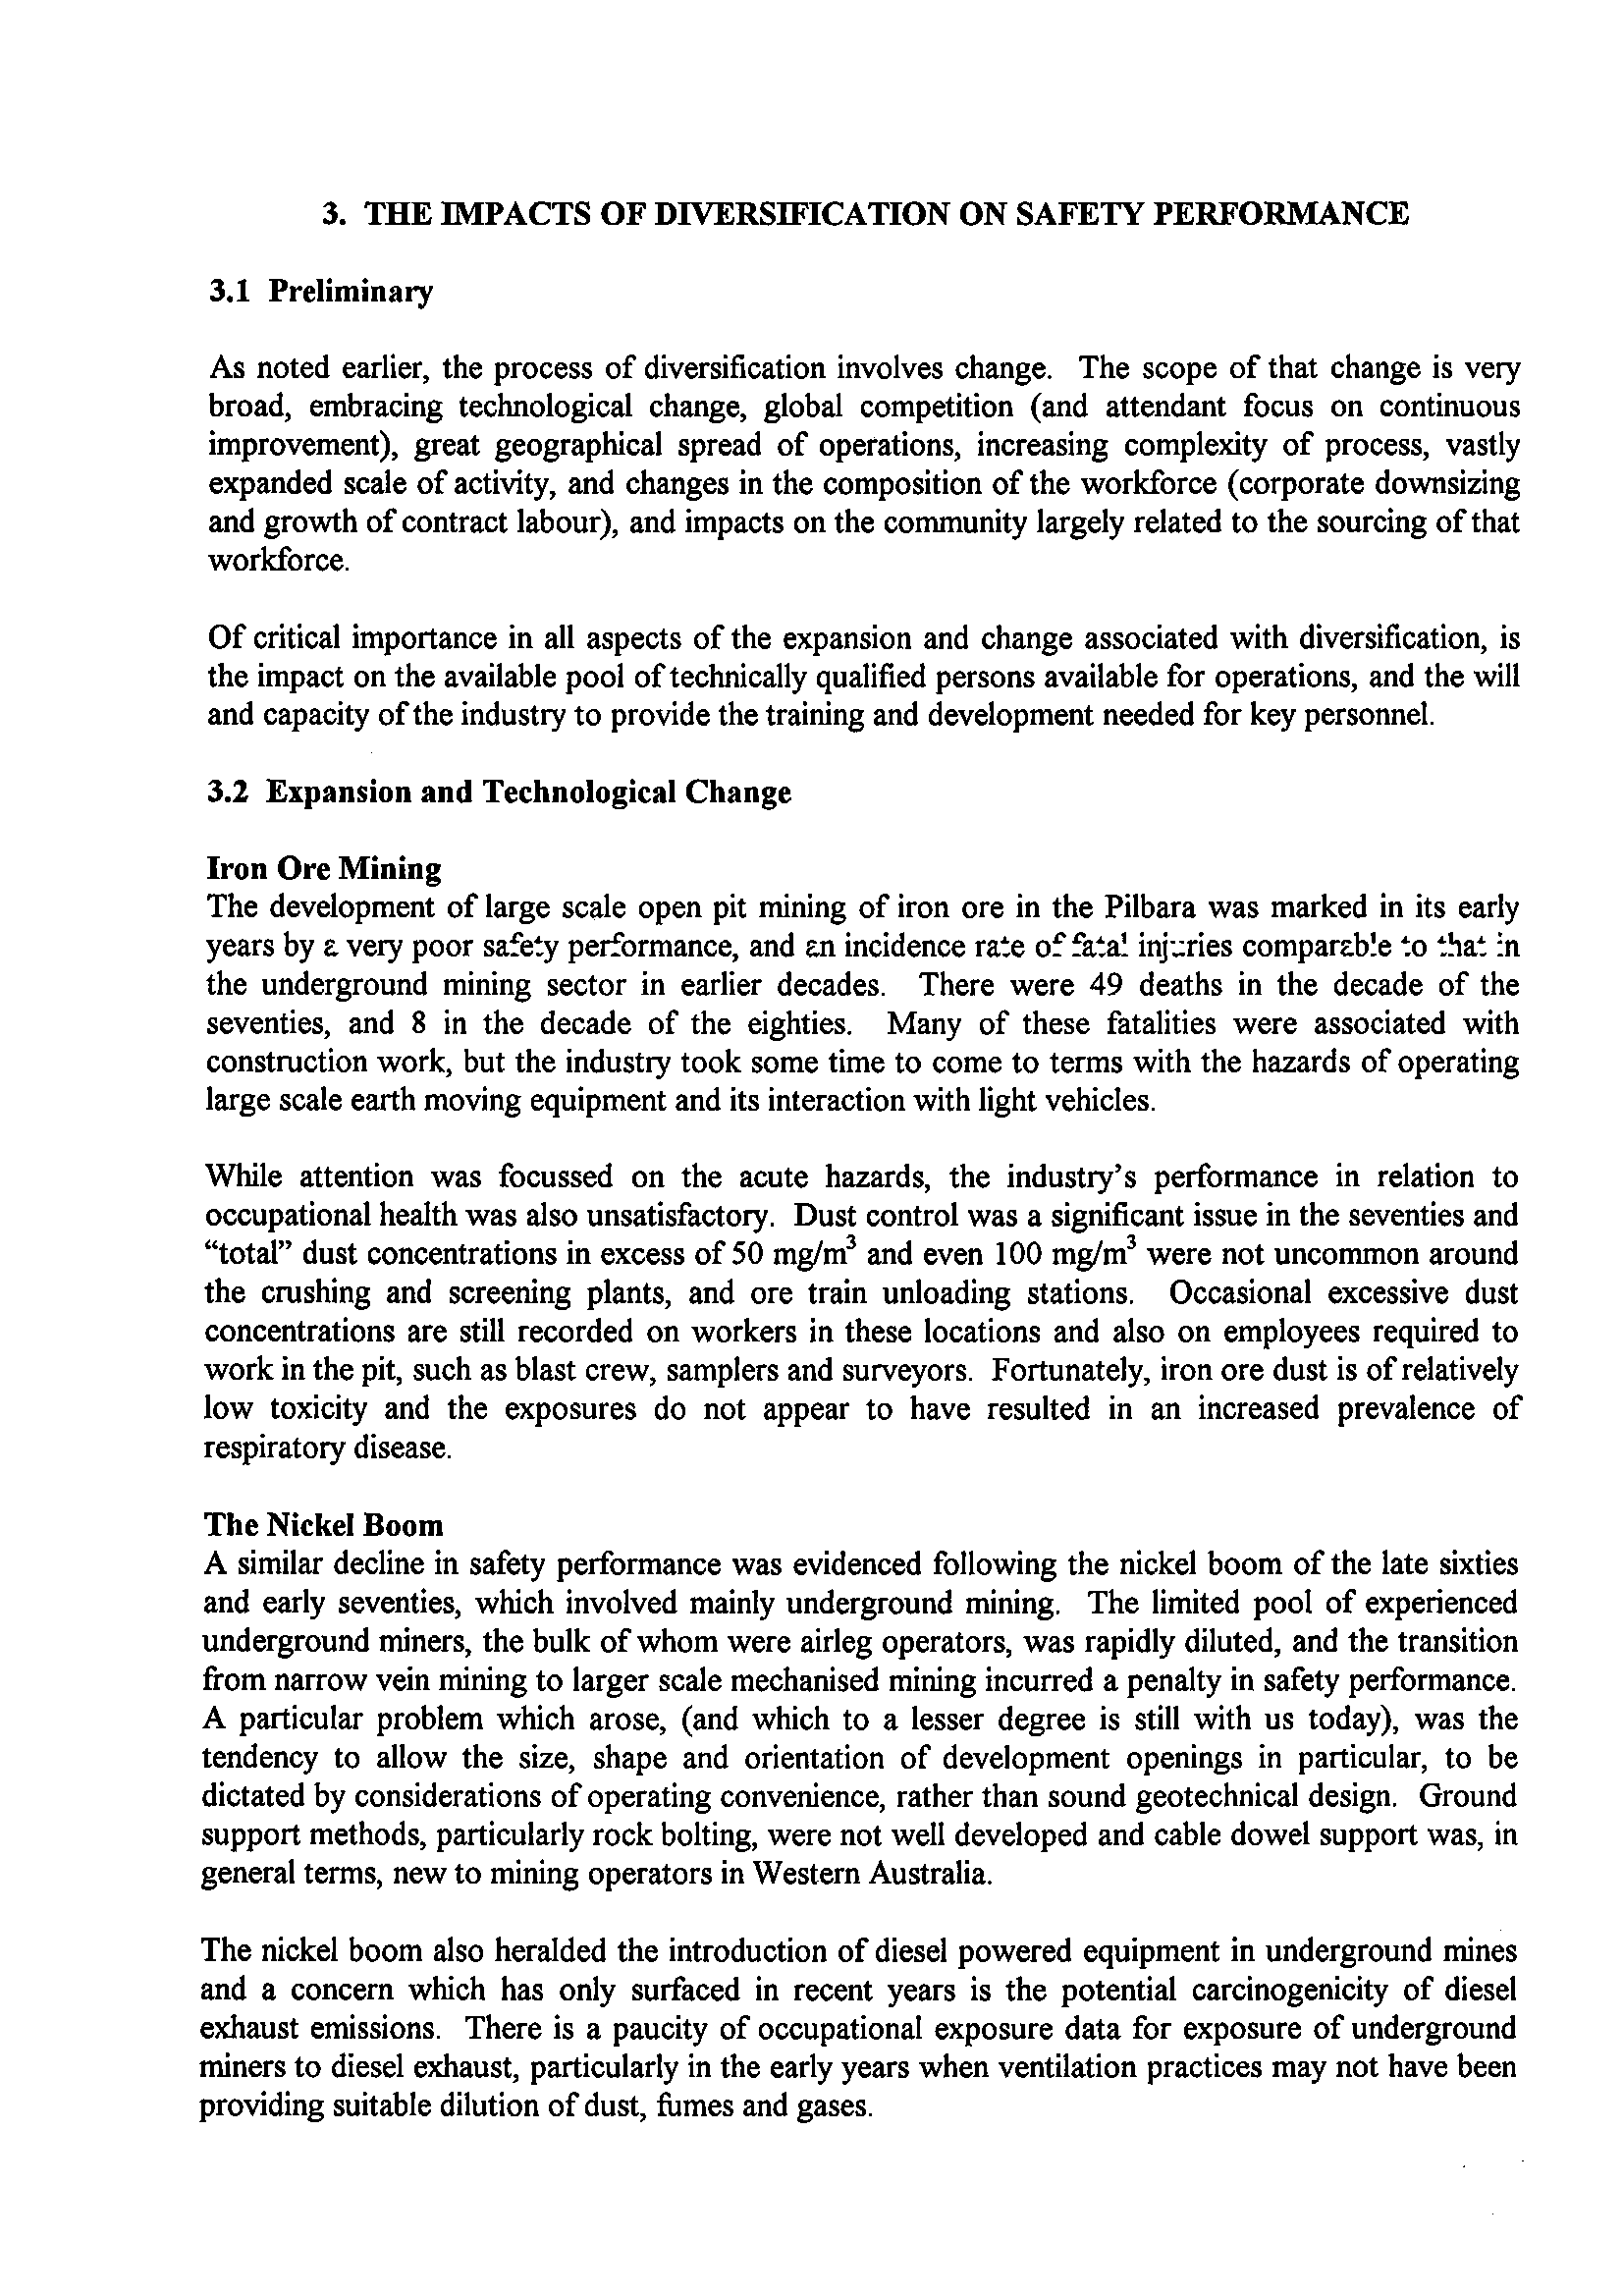 3. THE IMPACTS OF DIVERSIFICATION ON SAFETY PERFORMANCE
3.1 Preliminary
As noted earlier, the process of diversification involves change. The scope of that change is very
broad, embracing technological change, global competition (and attendant focus on continuous
improvement), great geographical spread of operations, increasing complexity of process, vastly
expanded scale of activity, and changes in the composition of the workforce (corporate downsizing
and growth of contract labour), and impacts on the community largely related to the sourcing of that
workforce.
Of critical importance in all aspects of the expansion and change associated with diversification, is
the impact on the available pool of technically qualified persons available for operations, and the will
and capacity of the industry to provide the training and development needed for key personnel.
3.2 Expansion and Technological Change
Iron Ore Mining
The development of large scale open pit mining of iron ore in the Pilbara was marked in its early
years by a very poor safety performance, and an incidence rate of fatal injuries comparable to that in
the underground mining sector in earlier decades. There were 49 deaths in the decade of the
seventies, and 8 in the decade of the eighties. Many of these fatalities were associated with
construction work, but the industry took some time to come to terms with the hazards of operating
large scale earth moving equipment and its interaction with light vehicles.
While attention was focussed on the acute hazards, the industry's performance in relation to
occupational health was also unsatisfactory. Dust control was a significant issue in the seventies and
“total” dust concentrations in excess of 50 mg/m³ and even 100 mg/m³ were not uncommon around
the crushing and screening plants, and ore train unloading stations. Occasional excessive dust
concentrations are still recorded on workers in these locations and also on employees required to
work in the pit, such as blast crew, samplers and surveyors. Fortunately, iron ore dust is of relatively
low toxicity and the exposures do not appear to have resulted in an increased prevalence of
respiratory disease.
The Nickel Boom
A similar decline in safety performance was evidenced following the nickel boom of the late sixties
and early seventies, which involved mainly underground mining. The limited pool of experienced
underground miners, the bulk of whom were airleg operators, was rapidly diluted, and the transition
from narrow vein mining to larger scale mechanised mining incurred a penalty in safety performance.
A particular problem which arose, (and which to a lesser degree is still with us today), was the
tendency to allow the size, shape and orientation of development openings in particular, to be
dictated by considerations of operating convenience, rather than sound geotechnical design. Ground
support methods, particularly rock bolting, were not well developed and cable dowel support was, in
general terms, new to mining operators in Western Australia.
The nickel boom also heralded the introduction of diesel powered equipment in underground mines
and a concern which has only surfaced in recent years is the potential carcinogenicity of diesel
exhaust emissions. There is a paucity of occupational exposure data for exposure of underground
miners to diesel exhaust, particularly in the early years when ventilation practices may not have been
providing suitable dilution of dust, fumes and gases.